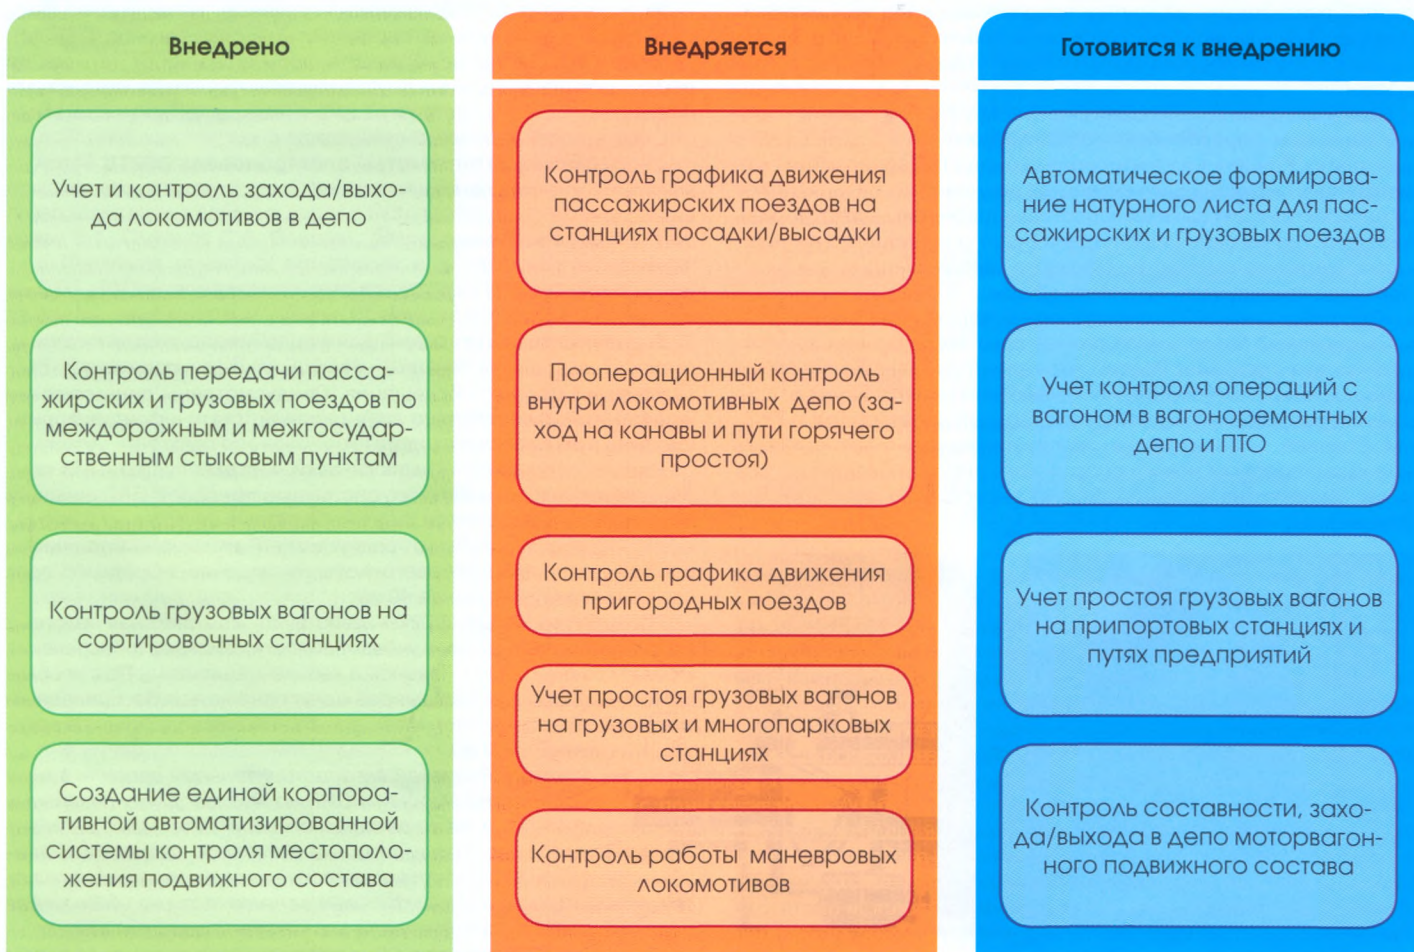 Внедрено
Учет и контроль захода/выхо-
да локомотивов в депо
Контроль передачи пасса-
жирских и грузовых поездов по
междорожным и межгосудар-
ственным стыковым пунктам
Контроль грузовых вагонов на
сортировочных станциях
Создание единой корпора-
тивной автоматизированной
системы контроля местополо-
жения подвижного состава
Внедряется
Контроль графика движения
пассажирских поездов на
станциях посадки/высадки
Пооперационный контроль
внутри локомотивных депо (за-
ход на канавы и пути горячего
простоя)
Контроль графика движения
пригородных поездов
Учет простоя грузовых вагонов
на грузовых и многопарковых
станциях
Контроль работы маневровых
локомотивов
Готовится к внедрению
Автоматическое формирова-
ние натурного листа для пас-
сажирских и грузовых поездов
Учет контроля операций с
вагоном в вагоноремонтных
депо и ПТО
Учет простоя грузовых вагонов
на припортовых станциях и
путях предприятий
Контроль составности, захо-
да/выхода в депо моторвагон-
ного подвижного состава